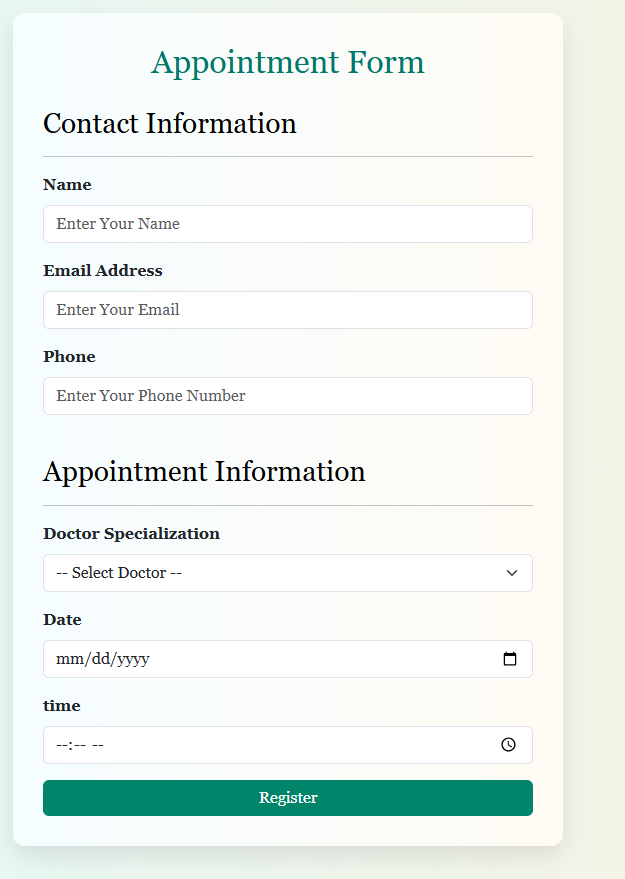 Appointment Form
Contact Information
Name
Enter Your Name
Email Address
Enter Your Email
Phone
Enter Your Phone Number
Appointment Information
Doctor Specialization
-- Select Doctor --
Date
mm/dd/yyyy
time
--:-- --
Register